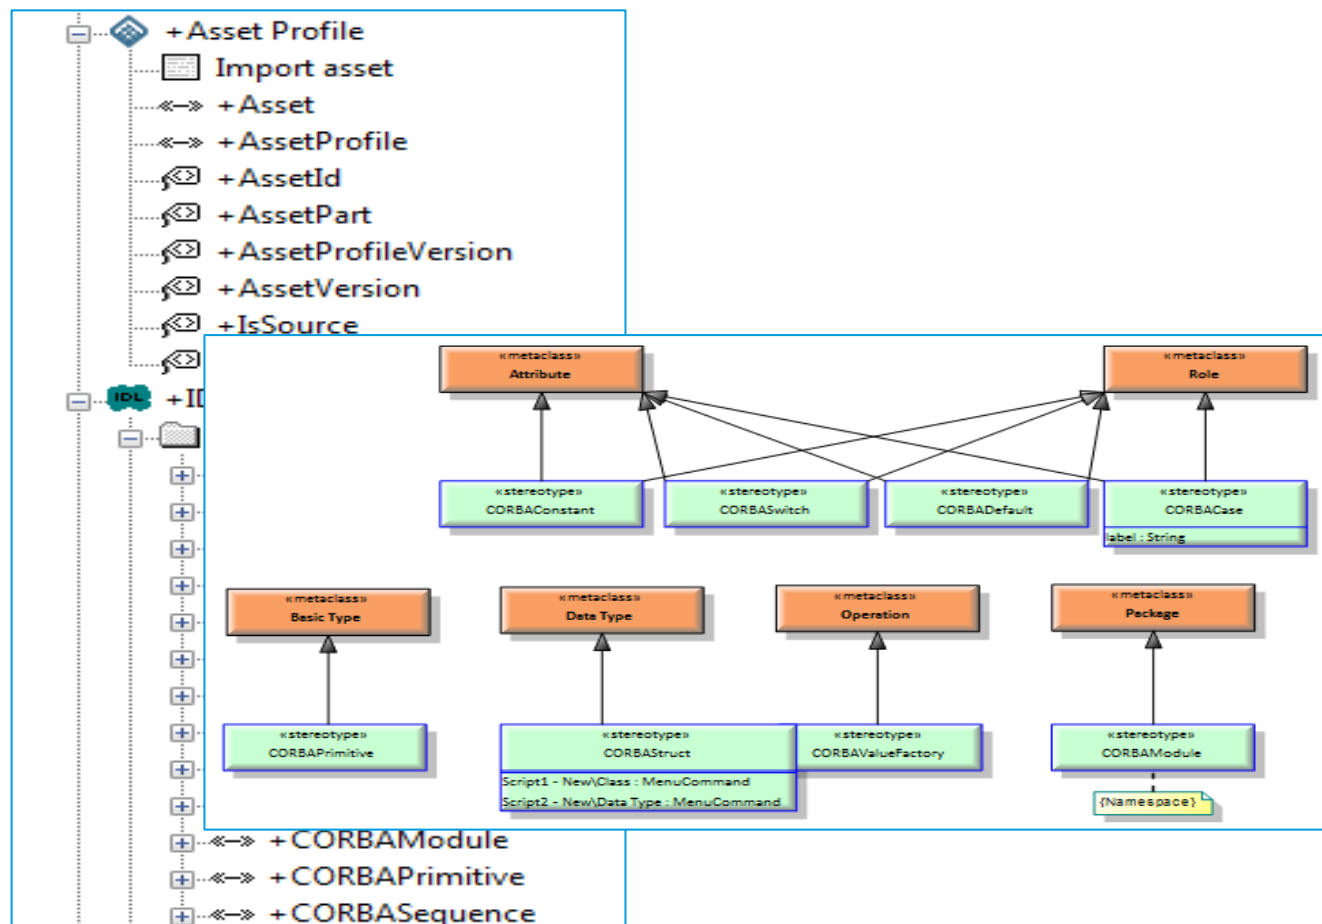 +Asset Profile
Import asset
+Asset
+AssetProfile
+AssetId
+AssetPart
+AssetProfileVersion
+AssetVersion
+IsSource
IDL
«metaclass»
Attribute
«metaclass»
Role
«stereotype»
CORBAConstant
«stereotype»
CORBASwitch
«stereotype»
CORBADefault
«stereotype»
CORBACase
label : String
«metaclass»
Basic Type
«metaclass»
Data Type
«metaclass»
Operation
«metaclass»
Package
«stereotype»
CORBAPrimitive
«stereotype»
CORBAStruct
Script1 - New\Class : MenuCommand
Script2 - New\Data Type : MenuCommand
«stereotype»
CORBAValueFactory
«stereotype»
CORBAModule
{Namespace}
+CORBAModule
+CORBAPrimitive
+CORBASequence